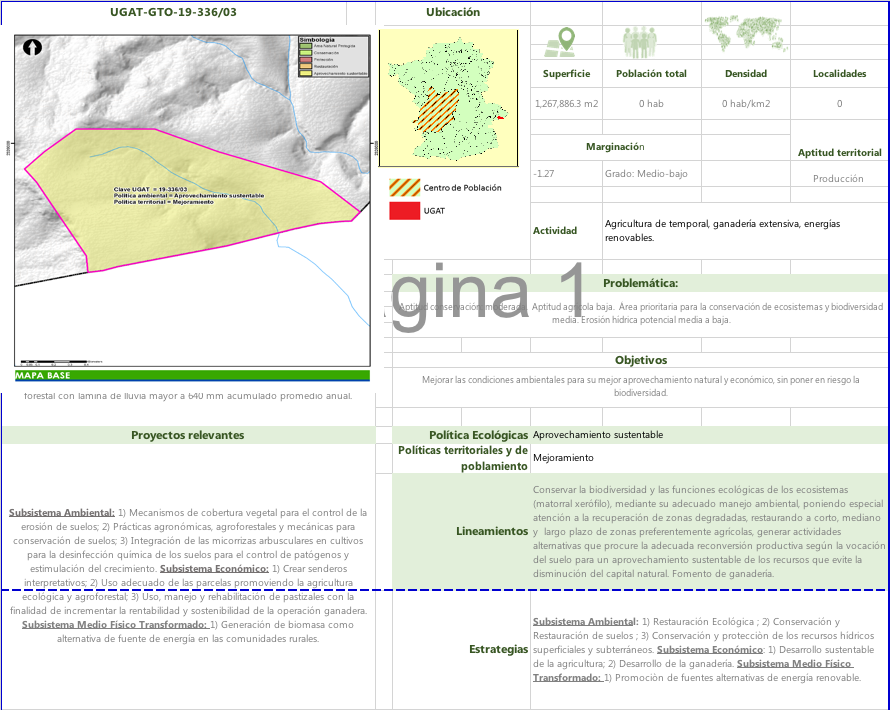 UGAT-GTO-19-336/03
Simbología
Área Natural Protegida
Conservación
Protección
Restauración
Aprovechamiento sustentable
Clave UGAT = 19-336/03
Política ambiental = Aprovechamiento sustentable
Política territorial = Mejoramiento
MAPA BASE
forestal con lamina de lluvia mayor a 640 mm acumulado promedio anual.
Proyectos relevantes
Subsistema Ambiental: 1) Mecanismos de cobertura vegetal para el control de la
erosión de suelos; 2) Prácticas agronómicas, agroforestales y mecánicas para
conservación de suelos; 3) Integración de las micorrizas arbusculares en cultivos
para la desinfección química de los suelos para el control de patógenos y
estimulación del crecimiento. Subsistema Económico: 1) Crear senderos
interpretativos; 2) Uso adecuado de las parcelas promoviendo la agricultura
ecológica y agroforestal; 3) Uso, manejo y rehabilitación de pastizales con la
finalidad de incrementar la rentabilidad y sostenibilidad de la operación ganadera.
Subsistema Medio Físico Transformado: 1) Generación de biomasa como
alternativa de fuente de energía en las comunidades rurales.
Ubicación
Centro de Población
UGAT
Superficie
Población total
Densidad
Localidades
1,267,886.3 m2
0 hab
0 hab/km2
0
Marginación
Aptitud territorial
-1.27
Grado: Medio-bajo
Producción
Actividad
Agricultura de temporal, ganadería extensiva, energías
renovables.
gina 1
Problemática:
Aptitud conservación moderada. Aptitud agrícola baja. Área prioritaria para la conservación de ecosistemas y biodiversidad
media. Erosión hídrica potencial media a baja.
Objetivos
Mejorar las condiciones ambientales para su mejor aprovechamiento natural y económico, sin poner en riesgo la
biodiversidad.
Política Ecológicas Aprovechamiento sustentable
Políticas territoriales y de
poblamiento
Mejoramiento
Lineamientos
Conservar la biodiversidad y las funciones ecológicas de los ecosistemas
(matorral xerófilo), mediante su adecuado manejo ambiental, poniendo especial
atención a la recuperación de zonas degradadas, restaurando a corto, mediano
y largo plazo de zonas preferentemente agrícolas, generar actividades
alternativas que procure la adecuada reconversión productiva según la vocación
del suelo para un aprovechamiento sustentable de los recursos que evite la
disminución del capital natural. Fomento de ganadería.
Estrategias
Subsistema Ambiental: 1) Restauración Ecológica ; 2) Conservación y
Restauración de suelos ; 3) Conservación y protección de los recursos hídricos
superficiales y subterráneos. Subsistema Económico: 1) Desarrollo sustentable
de la agricultura; 2) Desarrollo de la ganadería. Subsistema Medio Físico
Transformado: 1) Promoción de fuentes alternativas de energía renovable.